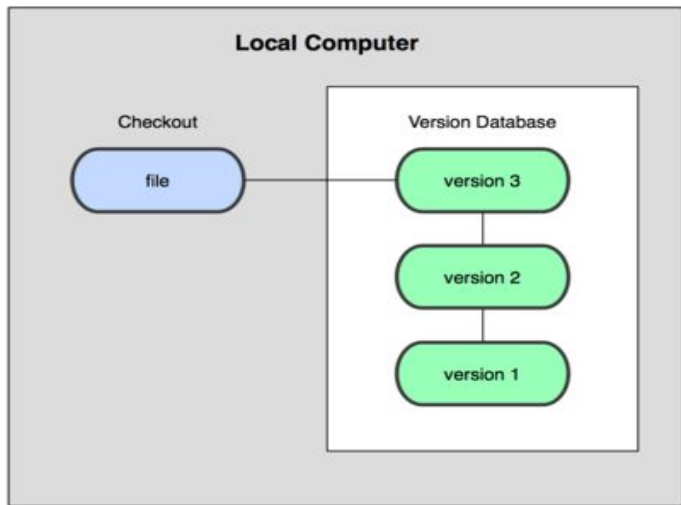 Local Computer
Checkout
Version Database
file
version 3
version 2
version 1